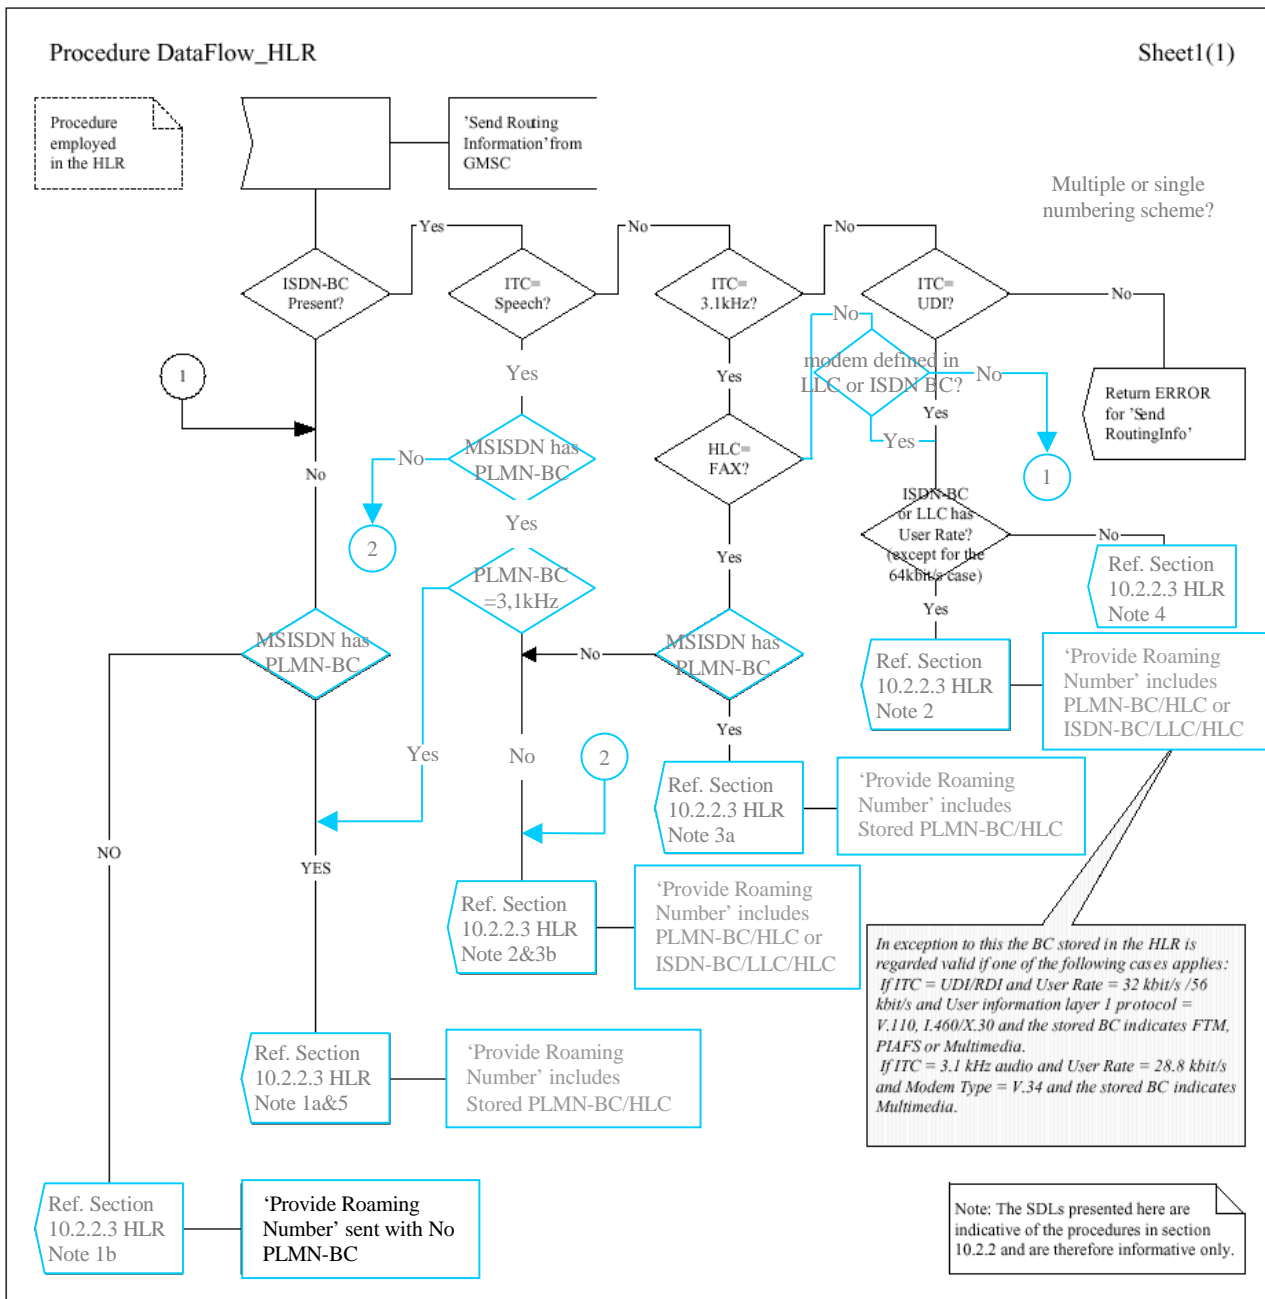 Procedure DataFlow_HLR
Sheet1(1)
Procedure
employed
in the HLR
'Send Routing
Information' from
GMSC
Multiple or single
numbering scheme?
Yes
No
No
ISDN-BC
Present?
ITC=
Speech?
ITC=
3.1kHz?
ITC=
UDI?
No
No
1
Yes
Yes
modem defined in
LLC or ISDN BC?
No
Return ERROR
for 'Send
RoutingInfo'
Yes
Yes
No
MSISDN has
PLMN-BC
No
HLC=
FAX?
1
2
Yes
Yes
ISDN-BC
or LLC has
User Rate?
(except for the
64kbit/s case)
No
PLMN-BC
=3,1kHz
Ref. Section
10.2.2.3 HLR
Note 4
Yes
MSISDN has
PLMN-BC
No
MSISDN has
PLMN-BC
Ref. Section
10.2.2.3 HLR
Note 2
‘Provide Roaming
Number’ includes
PLMN-BC/HLC or
ISDN-BC/LLC/HLC
Yes
Yes
No
2
Ref. Section
10.2.2.3 HLR
Note 3a
‘Provide Roaming
Number’ includes
Stored PLMN-BC/HLC
NO
YES
Ref. Section
10.2.2.3 HLR
Note 2&3b
‘Provide Roaming
Number’ includes
PLMN-BC/HLC or
ISDN-BC/LLC/HLC
In exception to this the BC stored in the HLR is
regarded valid if one of the following cases applies:
If ITC = UDI/RDI and User Rate = 32 kbit/s /56
kbit/s and User information layer 1 protocol =
V.110, I.460/X.30 and the stored BC indicates FTM,
PIAFS or Multimedia.
If ITC = 3.1 kHz audio and User Rate = 28.8 kbit/s
and Modem Type = V.34 and the stored BC indicates
Multimedia.
Ref. Section
10.2.2.3 HLR
Note 1a&5
‘Provide Roaming
Number’ includes
Stored PLMN-BC/HLC
Ref. Section
10.2.2.3 HLR
Note 1b
‘Provide Roaming
Number’ sent with No
PLMN-BC
Note: The SDLs presented here are
indicative of the procedures in section
10.2.2 and are therefore informative only.